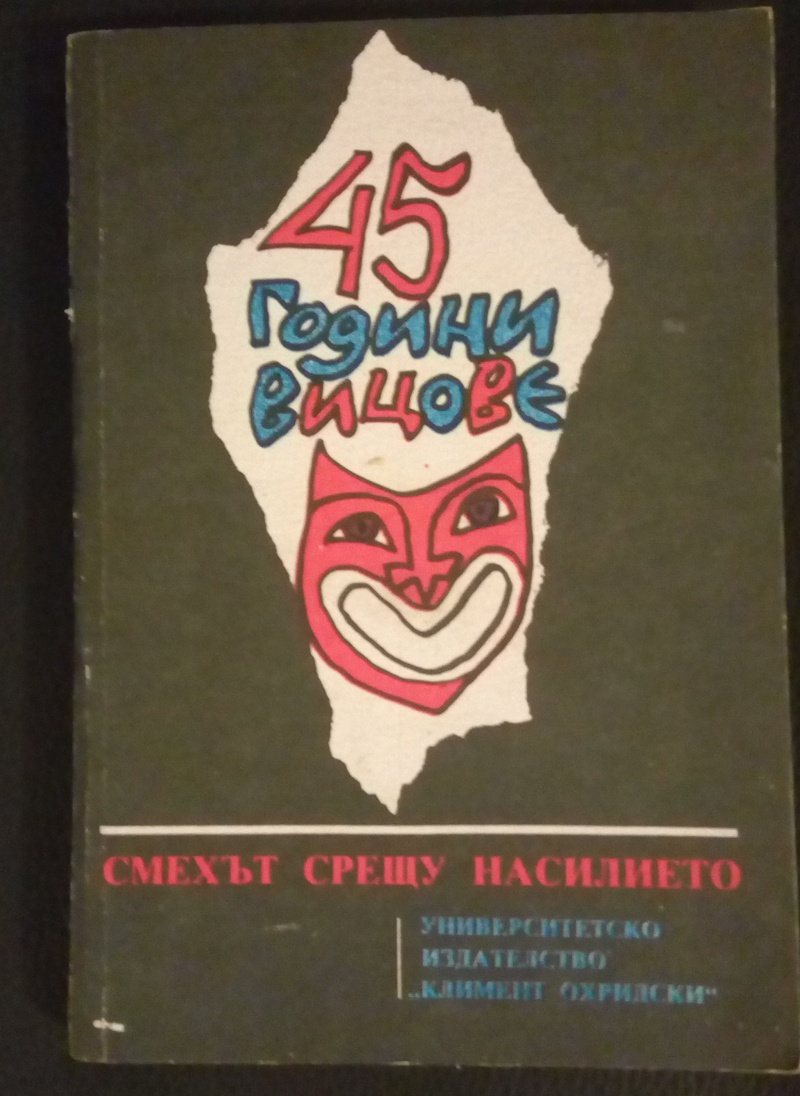 45
Години
вицове
СМЕХЪТ СРЕЩУ НАСИЛИЕТО
УНИВЕРСИТЕТСКО
ИЗДАТЕЛСТВО
„КЛИМЕНТ ОХРИДСКИ“